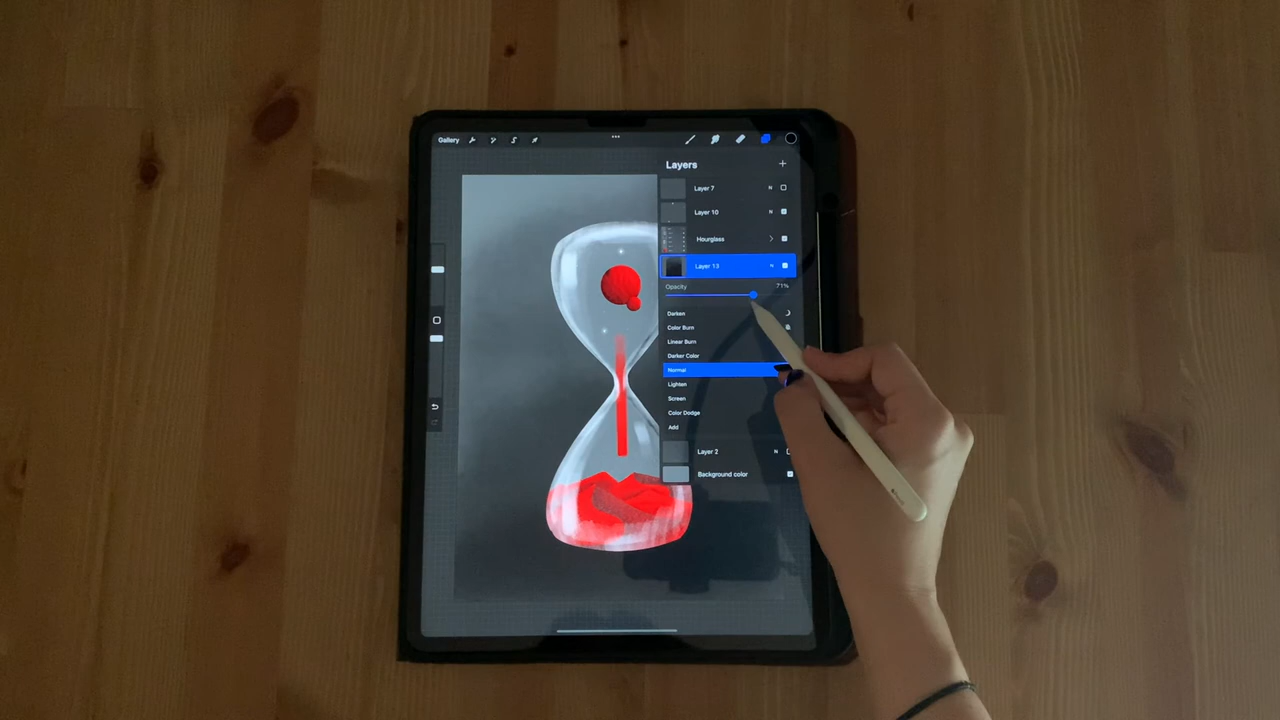 Gallery
Layers
Layer 7 N
Layer 10 N
Hourglass
Layer 13 N
Opacity 71%
Darken
Color Burn
Linear Burn
Darker Color
Normal
Lighten
Screen
Color Dodge
Add
Layer 2 N
Background color